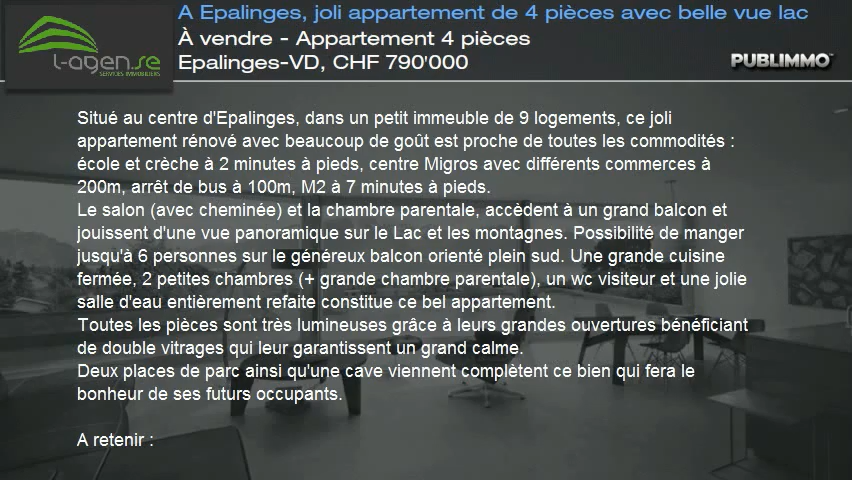 A Epalinges, joli appartement de 4 pièces avec belle vue lac
À vendre - Appartement 4 pièces
Epalinges-VD, CHF 790'000
l-agen.se
SERVICES IMMOBILIERS
PUBLIMMO
Situé au centre d'Epalinges, dans un petit immeuble de 9 logements, ce joli
appartement rénové avec beaucoup de goût est proche de toutes les commodités :
école et crèche à 2 minutes à pieds, centre Migros avec différents commerces à
200m, arrêt de bus à 100m, M2 à 7 minutes à pieds.
Le salon (avec cheminée) et la chambre parentale, accèdent à un grand balcon et
jouissent d'une vue panoramique sur le Lac et les montagnes. Possibilité de manger
jusqu'à 6 personnes sur le généreux balcon orienté plein sud. Une grande cuisine
fermée, 2 petites chambres (+ grande chambre parentale), un wc visiteur et une jolie
salle d'eau entièrement refaite constitue ce bel appartement.
Toutes les pièces sont très lumineuses grâce à leurs grandes ouvertures bénéficiant
de double vitrages qui leur garantissent un grand calme.
Deux places de parc ainsi qu'une cave viennent complètent ce bien qui fera le
bonheur de ses futurs occupants.
A retenir :